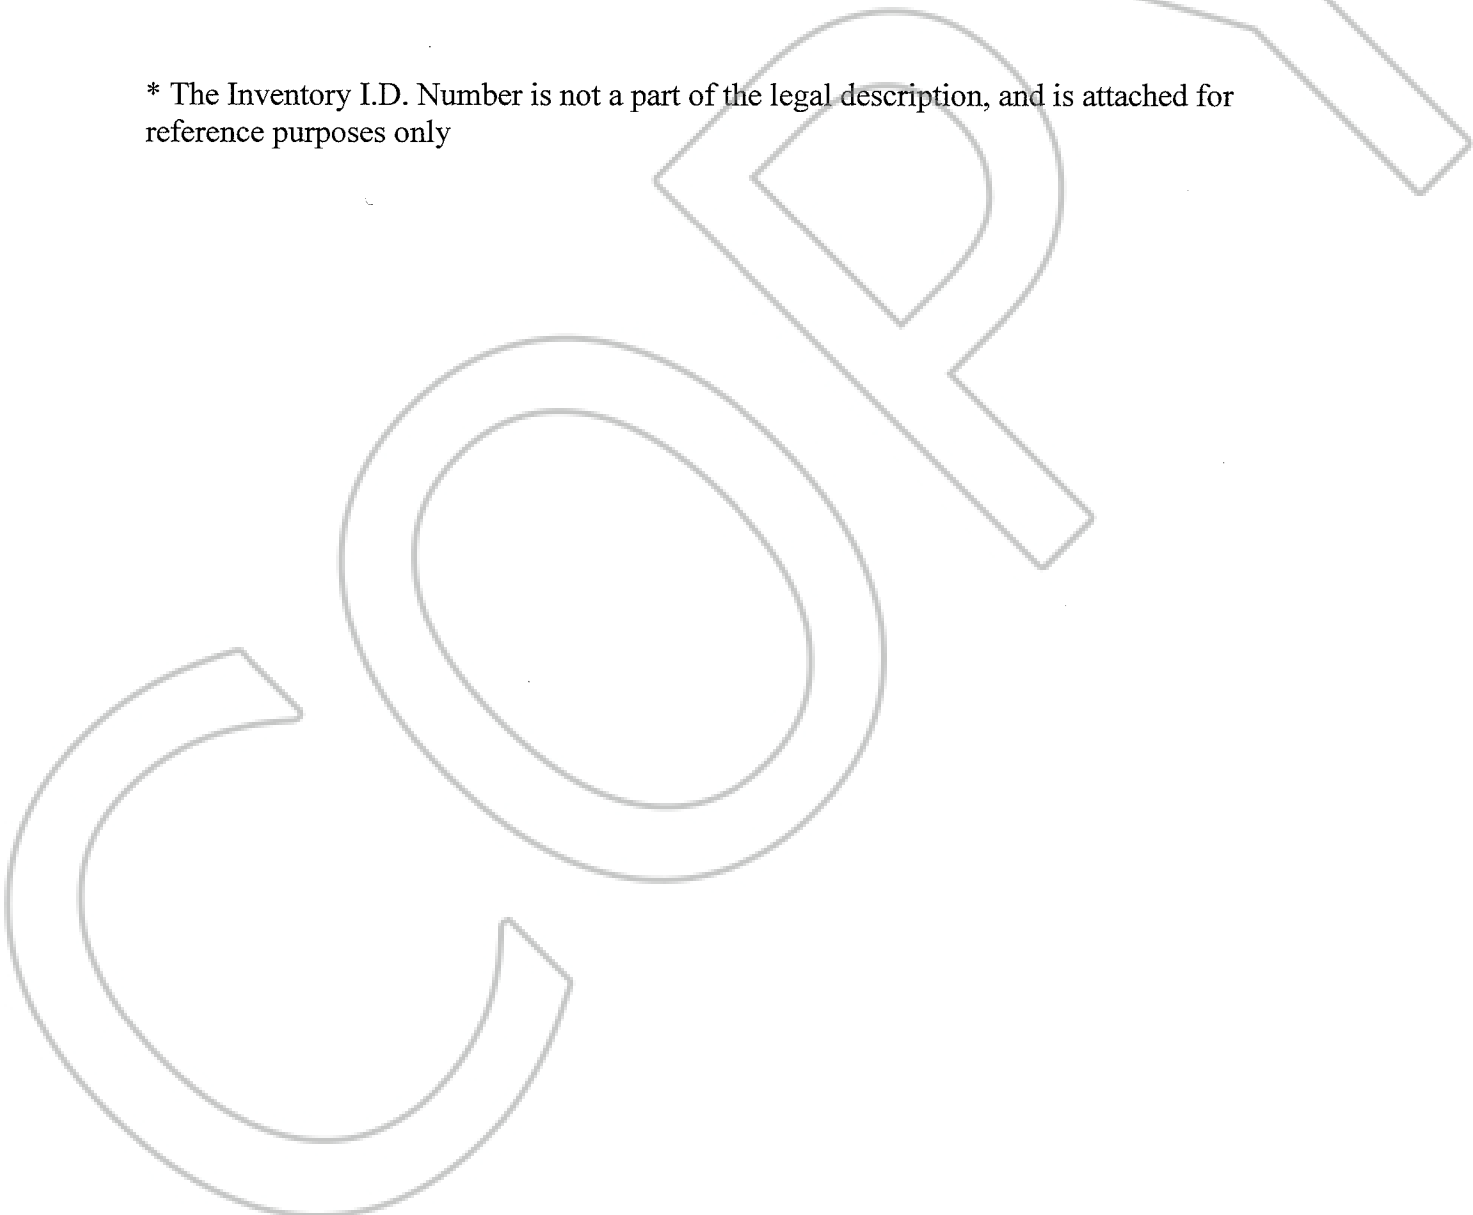 * The Inventory I.D. Number is not a part of the legal description, and is attached for
reference purposes only
COPY